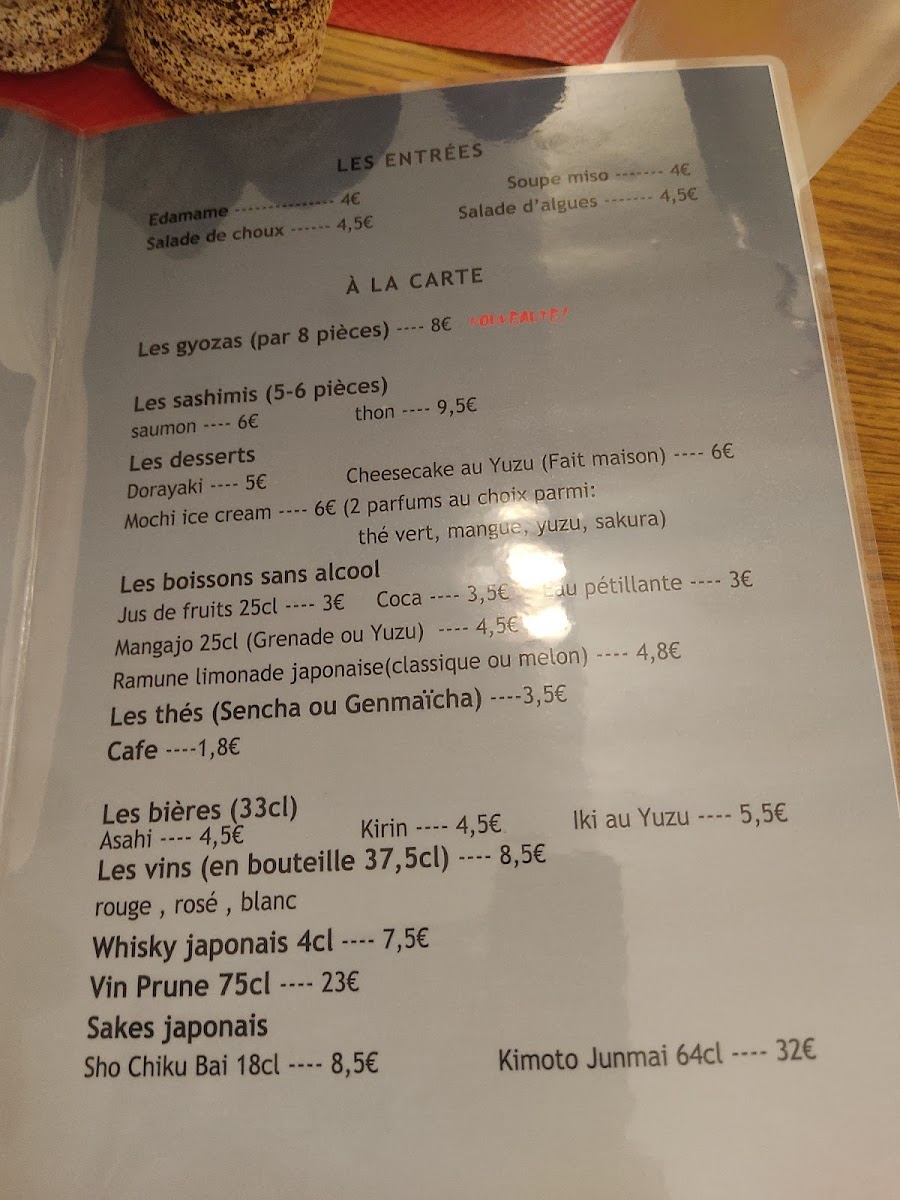 LES ENTRÉES
Edamame --------------- 4€ Soupe miso ------- 4€
Salade de choux ------ 4,5€ Salade d'algues ------- 4,5€
À LA CARTE
Les gyozas (par 8 pièces) ---- 8€ NOUVEAUTE!
Les sashimis (5-6 pièces)
saumon ---- 6€ thon ---- 9,5€
Les desserts
Dorayaki ---- 5€ Cheesecake au Yuzu (Fait maison) ---- 6€
Mochi ice cream ---- 6€ (2 parfums au choix parmi:
thé vert, mangue, yuzu, sakura)
Les boissons sans alcool
Jus de fruits 25cl ---- 3€ Coca ---- 3,5€ Eau pétillante ---- 3€
Mangajo 25cl (Grenade ou Yuzu) ---- 4,5€
Ramune limonade japonaise(classique ou melon) ---- 4,8€
Les thés (Sencha ou Genmaïcha) ----3,5€
Cafe ----1,8€
Les bières (33cl)
Asahi ---- 4,5€ Kirin ---- 4,5€ Iki au Yuzu ---- 5,5€
Les vins (en bouteille 37,5cl) ---- 8,5€
rouge , rosé , blanc
Whisky japonais 4cl ---- 7,5€
Vin Prune 75cl ---- 23€
Sakes japonais
Sho Chiku Bai 18cl ---- 8,5€ Kimoto Junmai 64cl ---- 32€